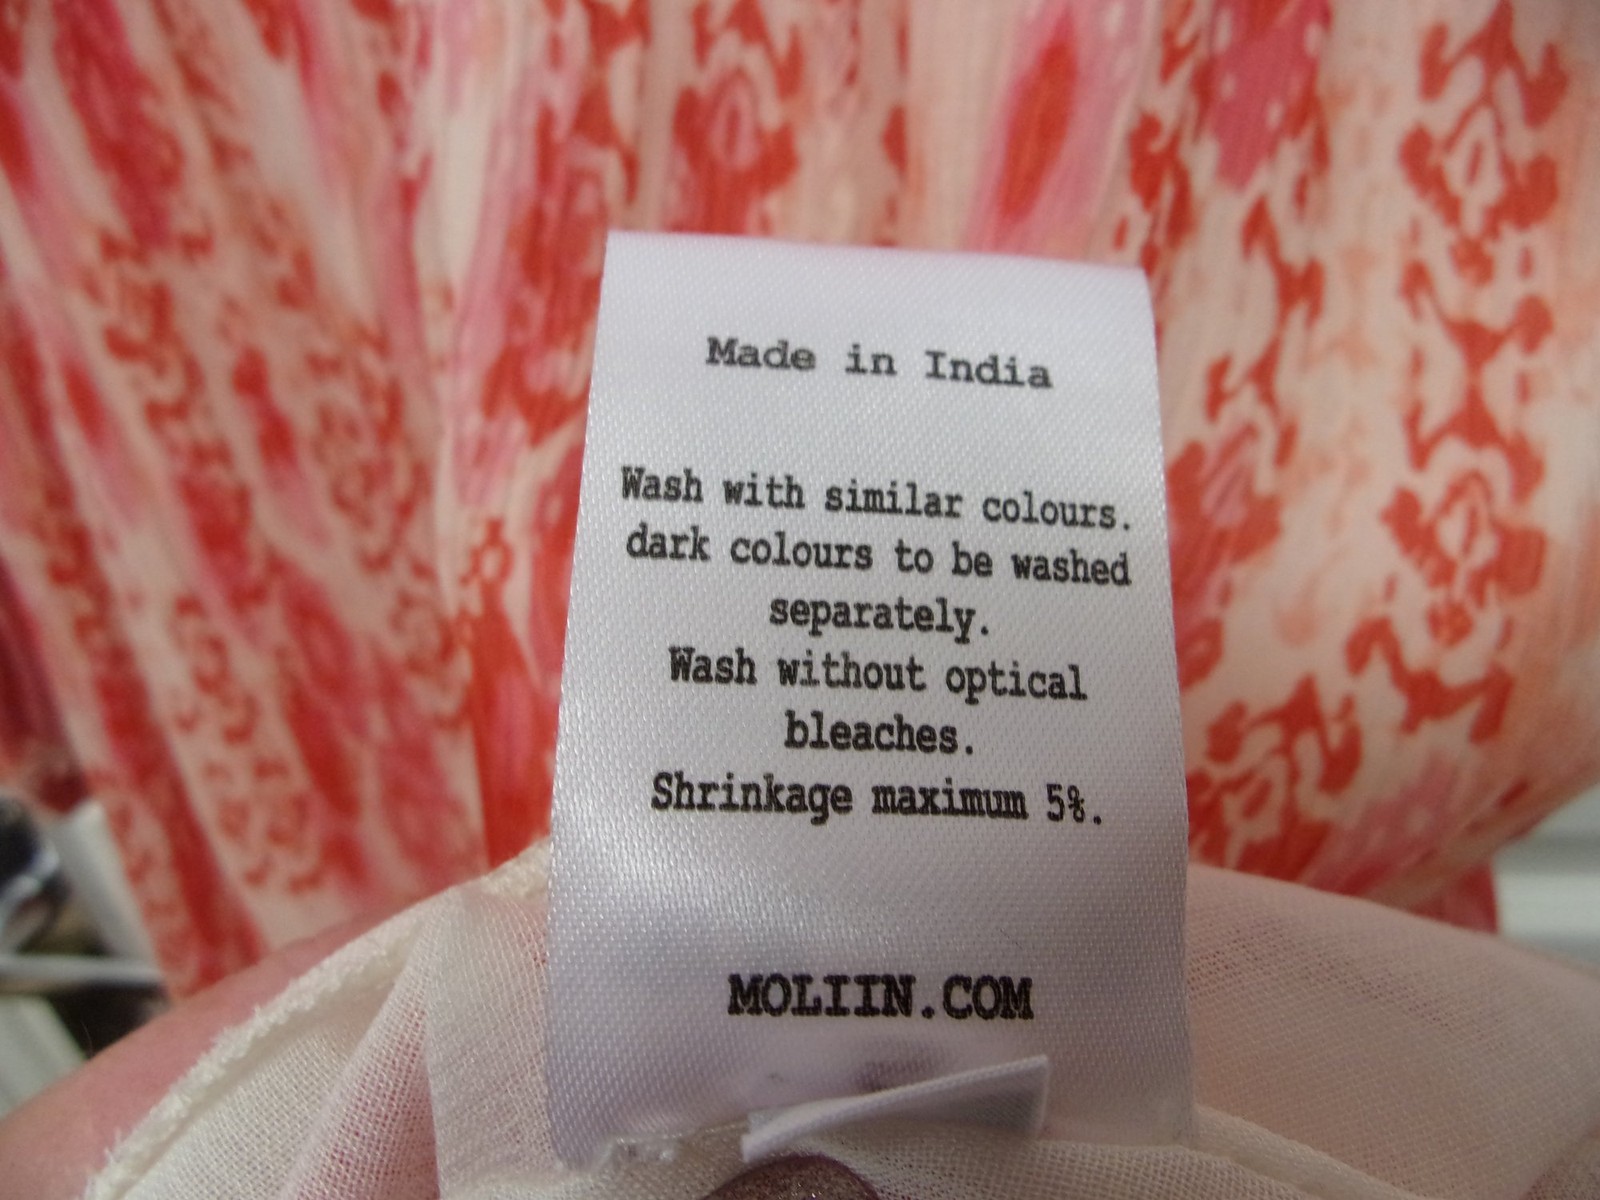 Made in India
Wash with similar colours.
dark colours to be washed
separately.
Wash without optical
bleaches.
Shrinkage maximum 5%.
MOLIIN.COM